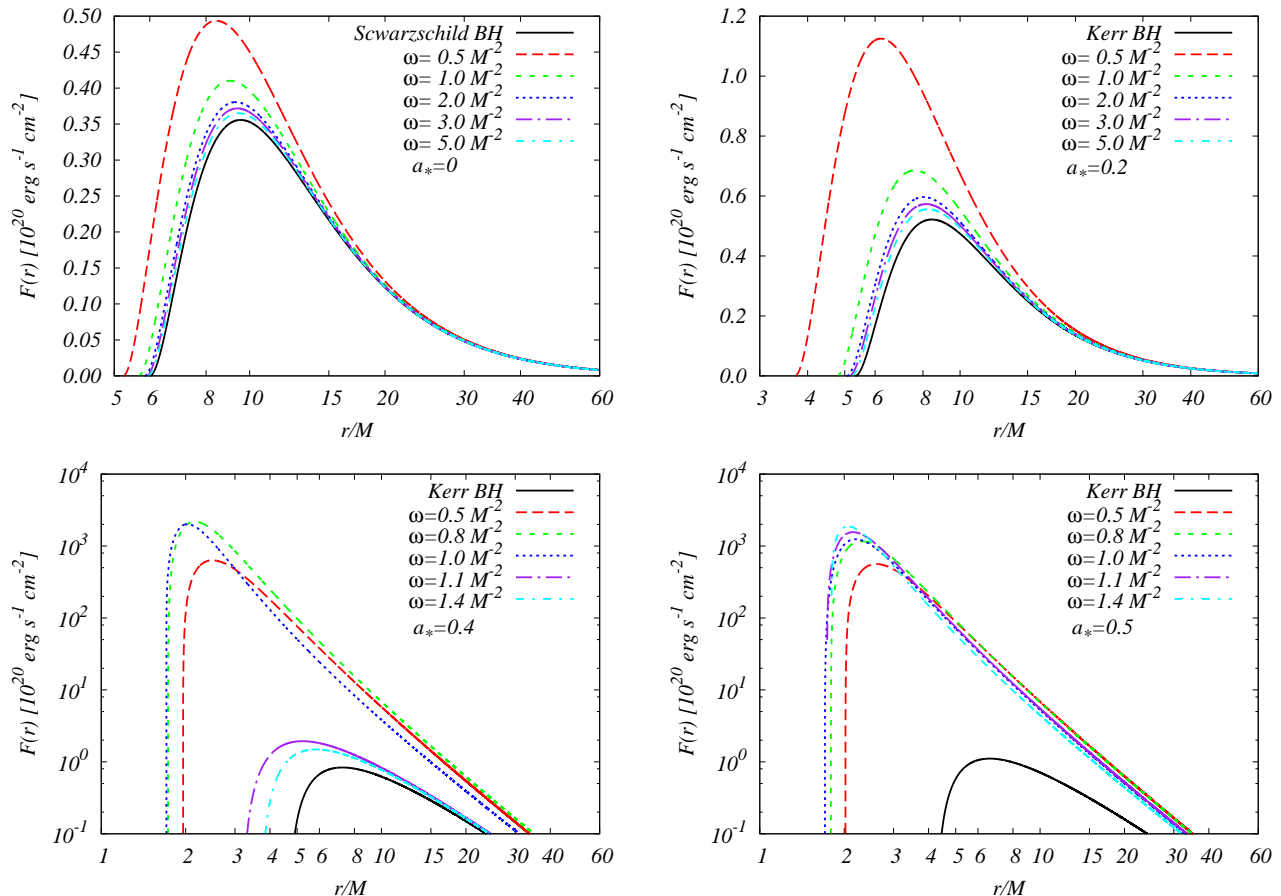 F(r) [10^20 erg s^-1 cm^-2]
0.50
0.45
0.40
0.35
0.30
0.25
0.20
0.15
0.10
0.05
0.00
Scwarzschild BH
ω= 0.5 M^-2
ω= 1.0 M^-2
ω= 2.0 M^-2
ω= 3.0 M^-2
ω= 5.0 M^-2
a*=0
5 6 8 10 15 20 30 40 60
r/M
F(r) [10^20 erg s^-1 cm^-2]
1.2
1.0
0.8
0.6
0.4
0.2
0.0
Kerr BH
ω= 0.5 M^-2
ω= 1.0 M^-2
ω= 2.0 M^-2
ω= 3.0 M^-2
ω= 5.0 M^-2
a*=0.2
3 4 5 6 8 10 15 20 30 40 60
r/M
F(r) [10^20 erg s^-1 cm^-2]
10^4
10^3
10^2
10^1
10^0
10^-1
Kerr BH
ω=0.5 M^-2
ω=0.8 M^-2
ω=1.0 M^-2
ω=1.1 M^-2
ω=1.4 M^-2
a*=0.4
1 2 3 4 5 6 8 10 15 20 30 40 60
r/M
F(r) [10^20 erg s^-1 cm^-2]
10^4
10^3
10^2
10^1
10^0
10^-1
Kerr BH
ω=0.5 M^-2
ω=0.8 M^-2
ω=1.0 M^-2
ω=1.1 M^-2
ω=1.4 M^-2
a*=0.5
1 2 3 4 5 6 8 10 15 20 30 40 60
r/M